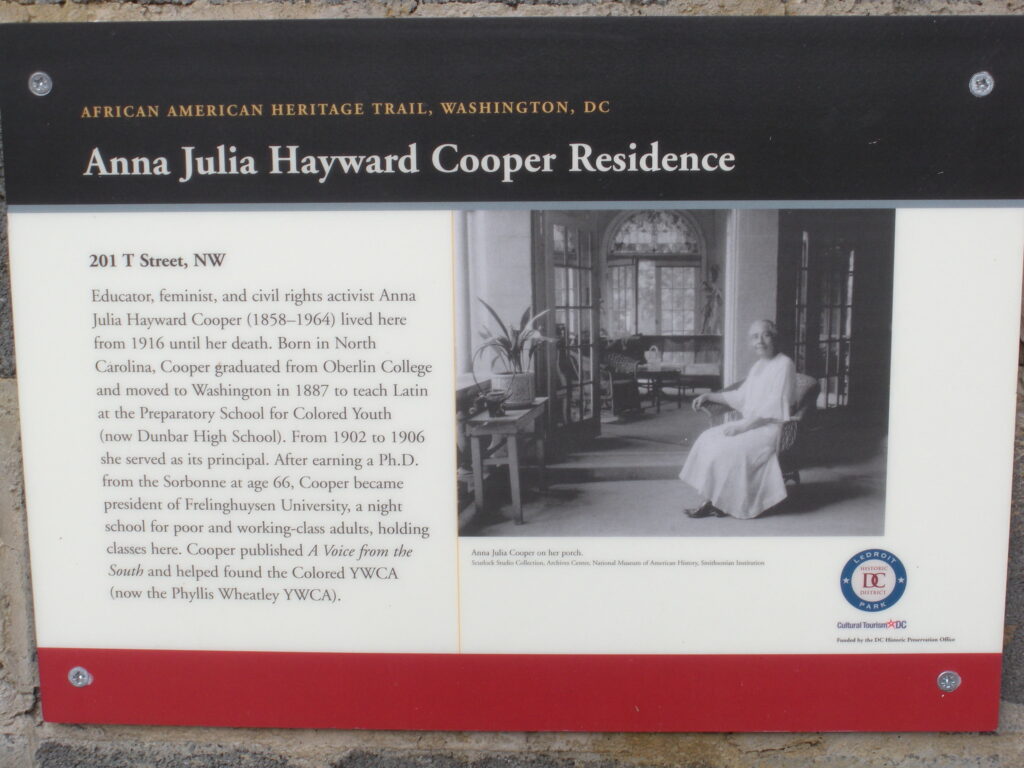 AFRICAN AMERICAN HERITAGE TRAIL, WASHINGTON, DC
Anna Julia Hayward Cooper Residence
201 T Street, NW
Educator, feminist, and civil rights activist Anna
Julia Hayward Cooper (1858–1964) lived here
from 1916 until her death. Born in North
Carolina, Cooper graduated from Oberlin College
and moved to Washington in 1887 to teach Latin
at the Preparatory School for Colored Youth
(now Dunbar High School). From 1902 to 1906
she served as its principal. After earning a Ph.D.
from the Sorbonne at age 66, Cooper became
president of Frelinghuysen University, a night
school for poor and working-class adults, holding
classes here. Cooper published A Voice from the
South and helped found the Colored YWCA
(now the Phyllis Wheatley YWCA).
Anna Julia Cooper on her porch.
Scurlock Studio Collection, Archives Center, National Museum of American History, Smithsonian Institution
LEDROIT
HISTORIC
DC
DISTRICT
PARK
Cultural Tourism DC
Funded by the DC Historic Preservation Office